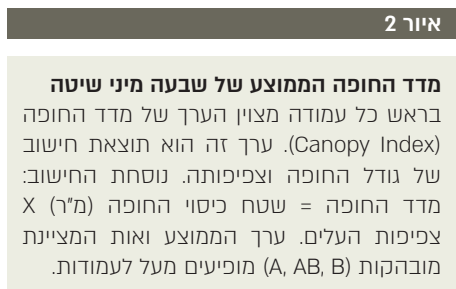 איור 2
מדד החופה הממוצע של שבעה מיני שיטה
בראש כל עמודה מצוין הערך של מדד החופה
(Canopy Index). ערך זה הוא תוצאת חישוב
של גודל החופה וצפיפותה. נוסחת החישוב:
מדד החופה = שטח כיסוי החופה (מ"ר) X
צפיפות העלים. ערך הממוצע ואות המציינת
מובהקות (A, AB, B) מופיעים מעל לעמודות.